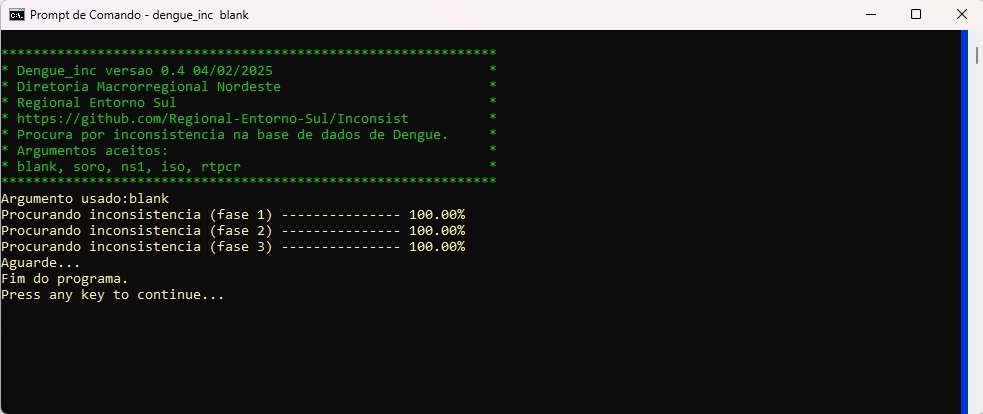 Prompt de Comando - dengue_inc  blank
**************************************************************
* Dengue_inc versao 0.4 04/02/2025                           *
* Diretoria Macrorregional Nordeste                          *
* Regional Entorno Sul                                       *
* https://github.com/Regional-Entorno-Sul/Inconsist          *
* Procura por inconsistencia na base de dados de Dengue.     *
* Argumentos aceitos:                                        *
* blank, soro, ns1, iso, rtpcr                               *
**************************************************************
Argumento usado:blank
Procurando inconsistencia (fase 1) --------------- 100.00%
Procurando inconsistencia (fase 2) --------------- 100.00%
Procurando inconsistencia (fase 3) --------------- 100.00%
Aguarde...
Fim do programa.
Press any key to continue...